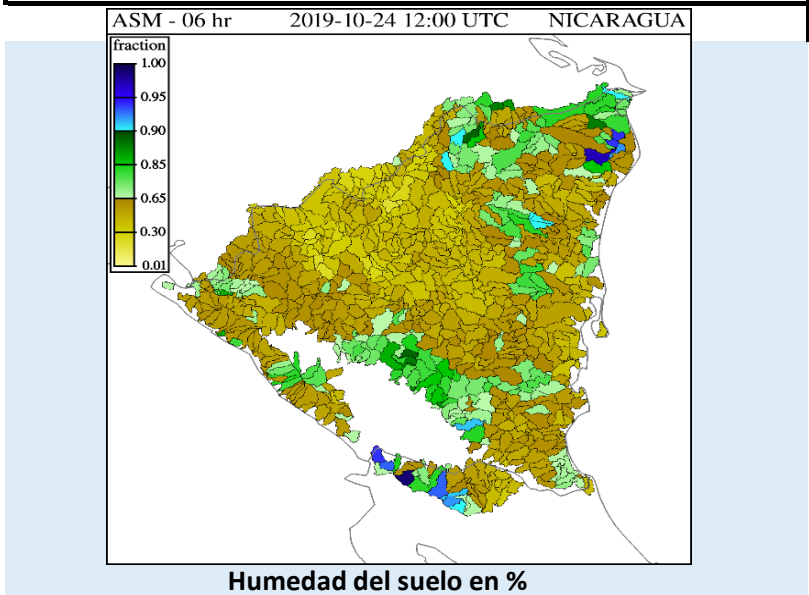 ASM - 06 hr 2019-10-24 12:00 UTC NICARAGUA
fraction
1.00
0.95
0.90
0.85
0.65
0.30
0.01
Humedad del suelo en %